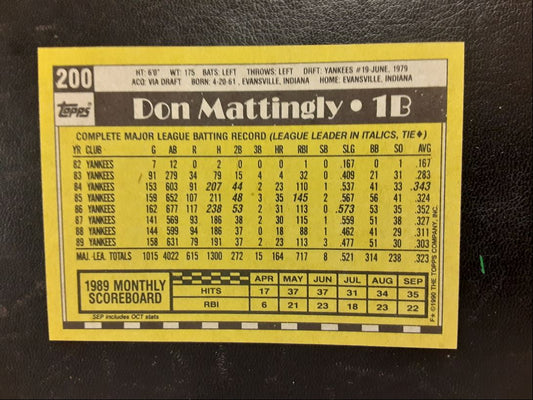 200
Topps
HT: 6'0" WT: 175 BATS: LEFT THROWS: LEFT DRFT: YANKEES #19-JUNE, 1979
ACQ: VIA DRAFT BORN: 4-20-61, EVANSVILLE, INDIANA HOME: EVANSVILLE, INDIANA
Don Mattingly • 1B
COMPLETE MAJOR LEAGUE BATTING RECORD (LEAGUE LEADER IN ITALICS, TIE♦)
YR CLUB G AB R H 2B 3B HR RBI SB SLG BB SO AVG
82 YANKEES 7 12 0 2 0 0 0 1 0 .167 0 1 .167
83 YANKEES 91 279 34 79 15 4 4 32 0 .409 21 31 .283
84 YANKEES 153 603 91 207 44 2 23 110 1 .537 41 33 .343
85 YANKEES 159 652 107 211 48 3 35 145 2 .567 56 41 .324
86 YANKEES 162 677 117 238 53 2 31 113 0 .573 53 35 .352
87 YANKEES 141 569 93 186 38 2 30 115 1 .559 51 38 .327
88 YANKEES 144 599 94 186 37 0 18 88 1 .462 41 29 .311
89 YANKEES 158 631 79 191 37 2 23 113 3 .477 51 30 .303
MAJ.-LEA. TOTALS 1015 4022 615 1300 272 15 164 717 8 .521 314 238 .323
1989 MONTHLY SCOREBOARD
APR MAY JUN JUL AUG SEP
HITS 17 37 37 31 34 35
RBI 6 21 23 18 23 22
SEP includes OCT stats
F* ©1990 THE TOPPS COMPANY, INC.